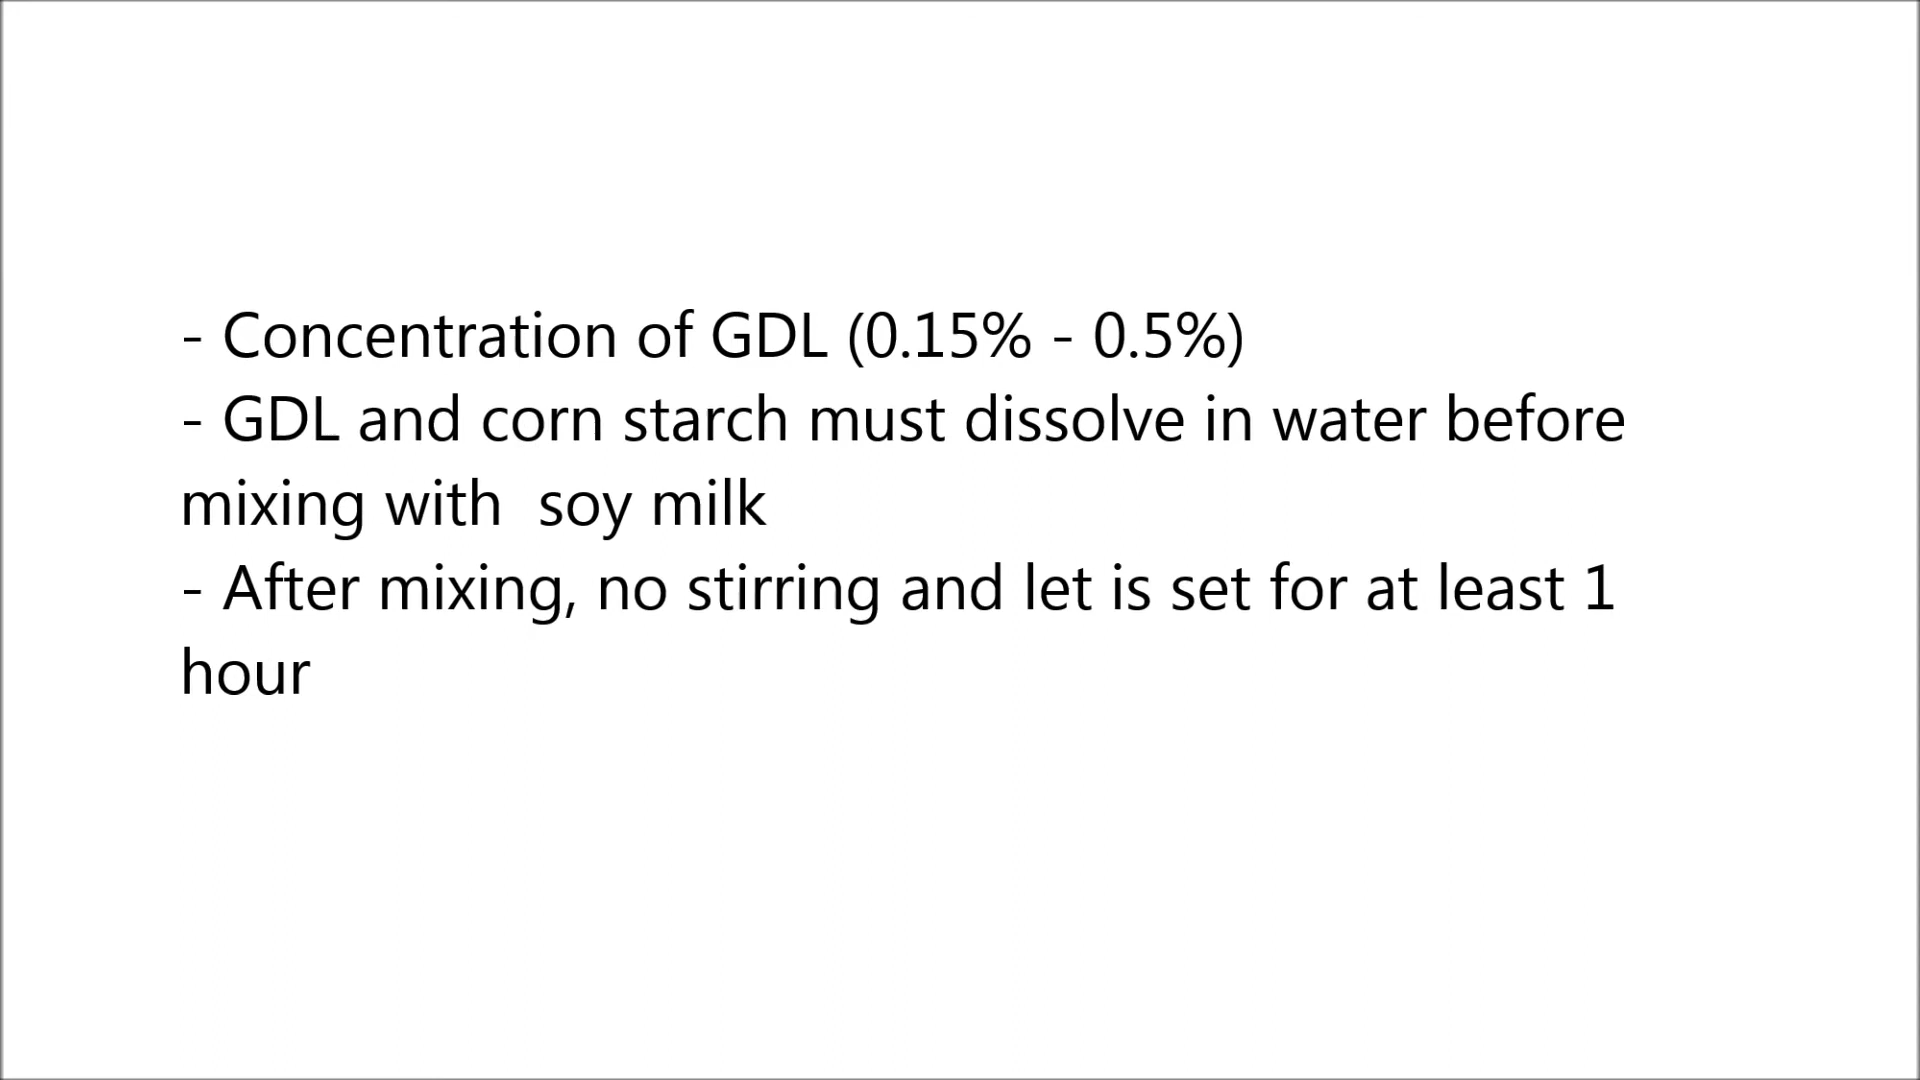 - Concentration of GDL (0.15% - 0.5%)
- GDL and corn starch must dissolve in water before
mixing with  soy milk
- After mixing, no stirring and let is set for at least 1
hour